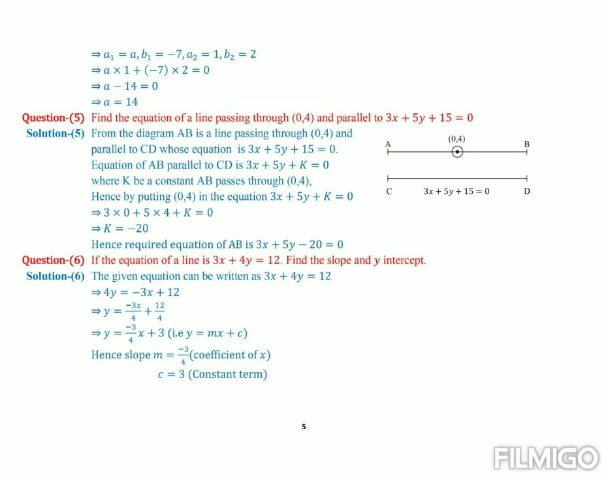 ⇒ a₁ = a, b₁ = −7, a₂ = 1, b₂ = 2
⇒ a × 1 + (−7) × 2 = 0
⇒ a − 14 = 0
⇒ a = 14
Question-(5) Find the equation of a line passing through (0,4) and parallel to 3x + 5y + 15 = 0
Solution-(5) From the diagram AB is a line passing through (0,4) and
parallel to CD whose equation is 3x + 5y + 15 = 0.
Equation of AB parallel to CD is 3x + 5y + K = 0
where K be a constant AB passes through (0,4),
Hence by putting (0,4) in the equation 3x + 5y + K = 0
⇒ 3 × 0 + 5 × 4 + K = 0
⇒ K = −20
Hence required equation of AB is 3x + 5y − 20 = 0
(0,4)
A B
C 3x + 5y + 15 = 0 D
Question-(6) If the equation of a line is 3x + 4y = 12. Find the slope and y intercept.
Solution-(6) The given equation can be written as 3x + 4y = 12
⇒ 4y = −3x + 12
⇒ y = −3x/4 + 12/4
⇒ y = −3/4 x + 3 (i.e y = mx + c)
Hence slope m = −3/4 (coefficient of x)
c = 3 (Constant term)
5
FILMIGO